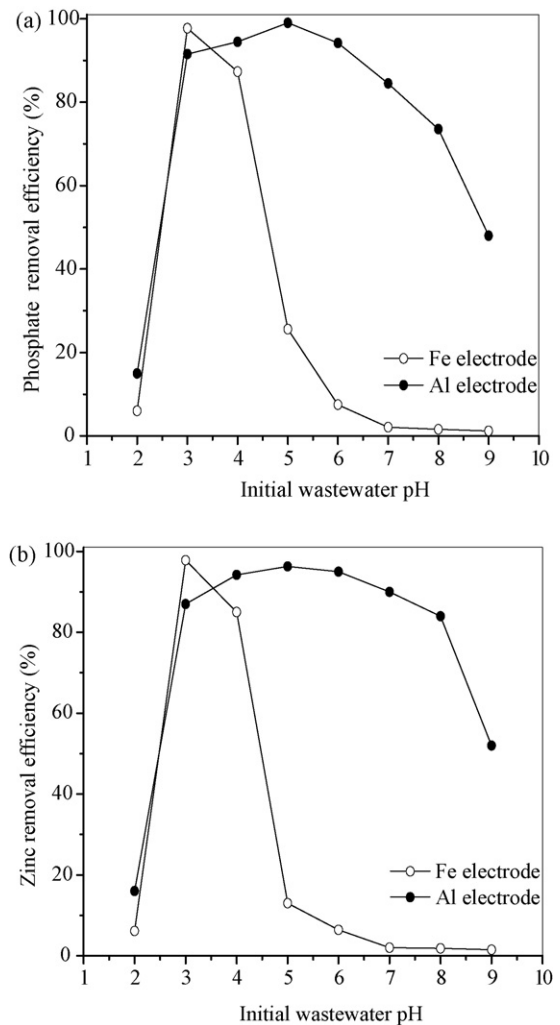 (a)
100
80
60
40
20
0
Phosphate removal efficiency (%)
Fe electrode
Al electrode
1 2 3 4 5 6 7 8 9 10
Initial wastewater pH
(b)
100
80
60
40
20
0
Zinc removal efficiency (%)
Fe electrode
Al electrode
1 2 3 4 5 6 7 8 9 10
Initial wastewater pH